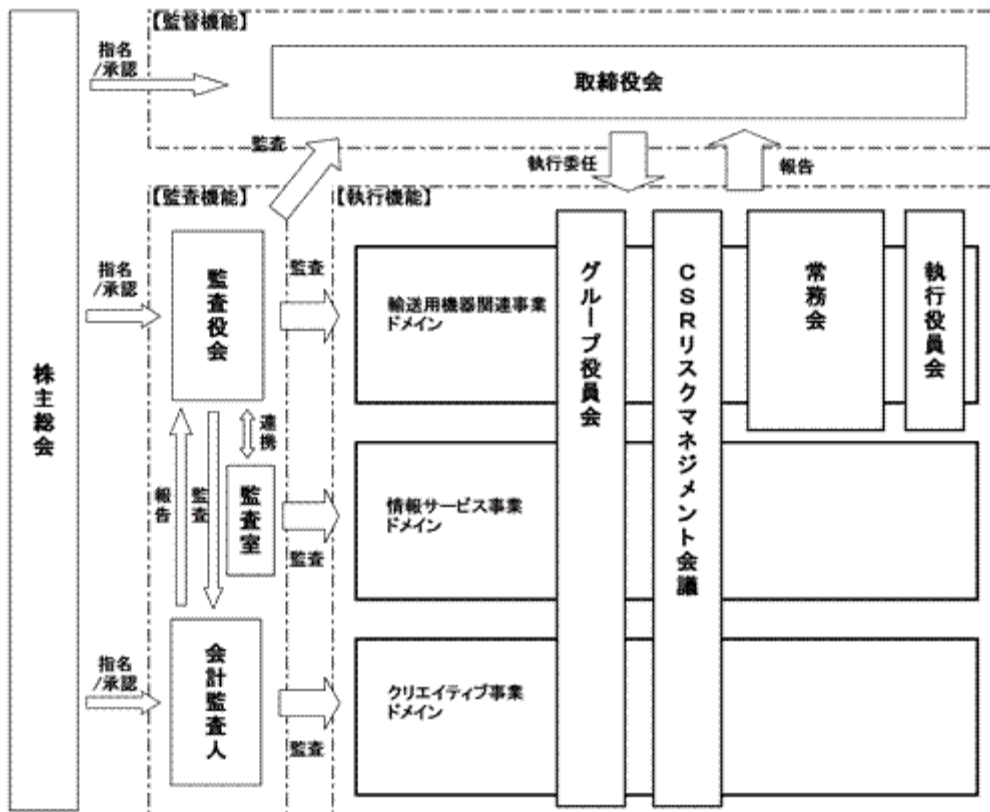 【監督機能】
指名
/承認
取締役会
監査
執行委任
報告
【監査機能】
【執行機能】
株主総会
指名
/承認
監査役会
監査
輸送用機器関連事業
ドメイン
グループ役員会
CSRリスクマネジメント会議
常務会
執行役員会
連携
報告
監査
監査室
監査
情報サービス事業
ドメイン
指名
/承認
会計監査人
監査
クリエイティブ事業
ドメイン